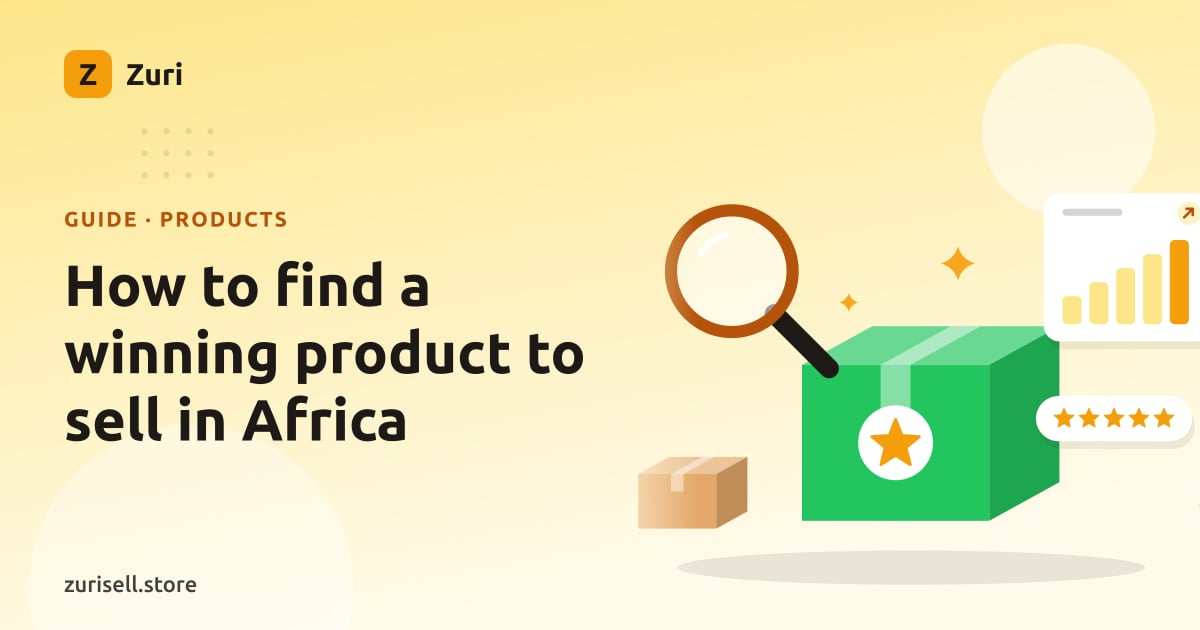 Z Zuri
GUIDE · PRODUCTS
How to find a
winning product to
sell in Africa
zurisell.store